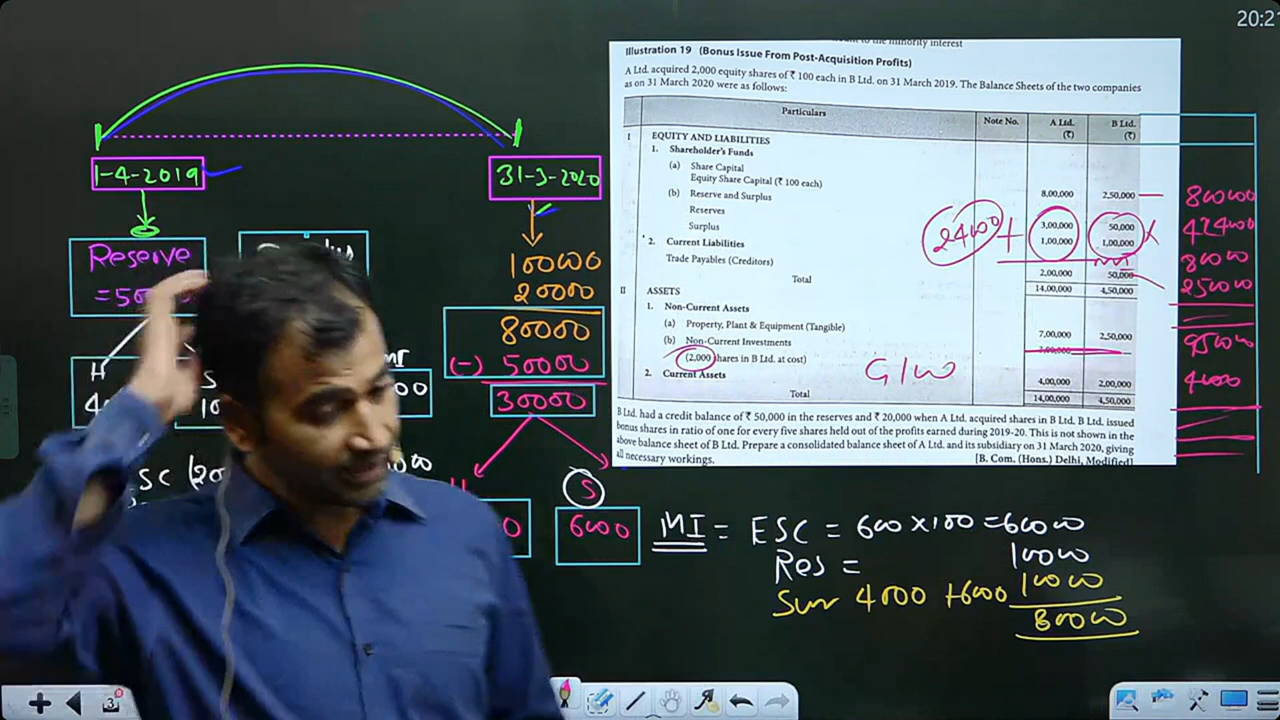 20:21
Illustration 19 (Bonus Issue From Post-Acquisition Profits)
A Ltd. acquired 2,000 equity shares of ₹ 100 each in B Ltd. on 31 March 2019. The Balance Sheets of the two companies
as on 31 March 2020 were as follows:
Particulars Note No. A Ltd. (₹) B Ltd. (₹)
I EQUITY AND LIABILITIES
1. Shareholder's Funds
(a) Share Capital
Equity Share Capital (₹ 100 each) 8,00,000 2,50,000
(b) Reserve and Surplus
Reserves 3,00,000 50,000
Surplus 1,00,000 1,00,000
2. Current Liabilities
Trade Payables (Creditors) 2,00,000 50,000
Total 14,00,000 4,50,000
II ASSETS
1. Non-Current Assets
(a) Property, Plant & Equipment (Tangible) 7,00,000 2,50,000
(b) Non-Current Investments
(2,000 shares in B Ltd. at cost)
2. Current Assets 4,00,000 2,00,000
Total 14,00,000 4,50,000
B Ltd. had a credit balance of ₹ 50,000 in the reserves and ₹ 20,000 when A Ltd. acquired shares in B Ltd. B Ltd. issued
bonus shares in ratio of one for every five shares held out of the profits earned during 2019-20. This is not shown in the
above balance sheet of B Ltd. Prepare a consolidated balance sheet of A Ltd. and its subsidiary on 31 March 2020, giving
all necessary workings. [B. Com. (Hons.) Delhi, Modified]
24000 +
800000
424000
80000
250000
950000
G/W
1-4-2019
31-3-2020
Reserve
100000
20000
80000
(-) 50000
30000
S
6000
MI = ESC = 600 × 100 = 60000
Res = 10000
Sur 4000 + 6000 10000
80000